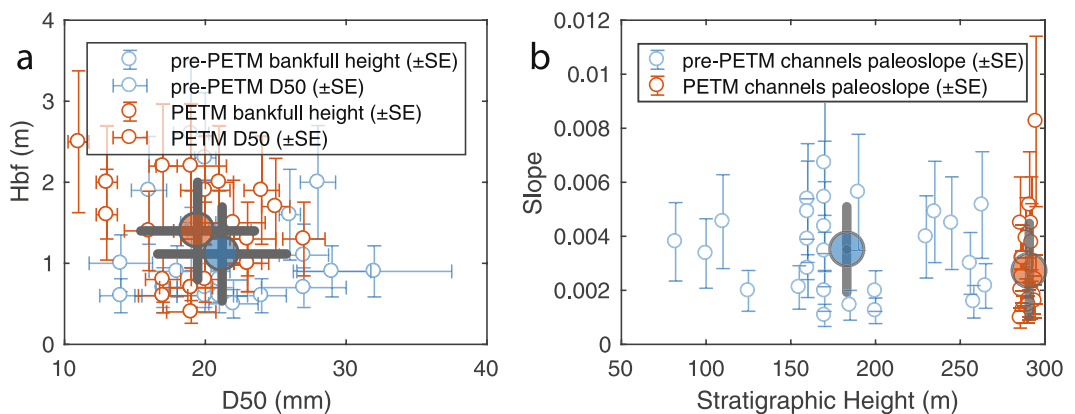 a
pre-PETM bankfull height (±SE)
pre-PETM D50 (±SE)
PETM bankfull height (±SE)
PETM D50 (±SE)
Hbf (m)
4
3
2
1
0
10 20 30 40
D50 (mm)
b
pre-PETM channels paleoslope (±SE)
PETM channels paleoslope (±SE)
Slope
0.012
0.010
0.008
0.006
0.004
0.002
0
50 100 150 200 250 300
Stratigraphic Height (m)